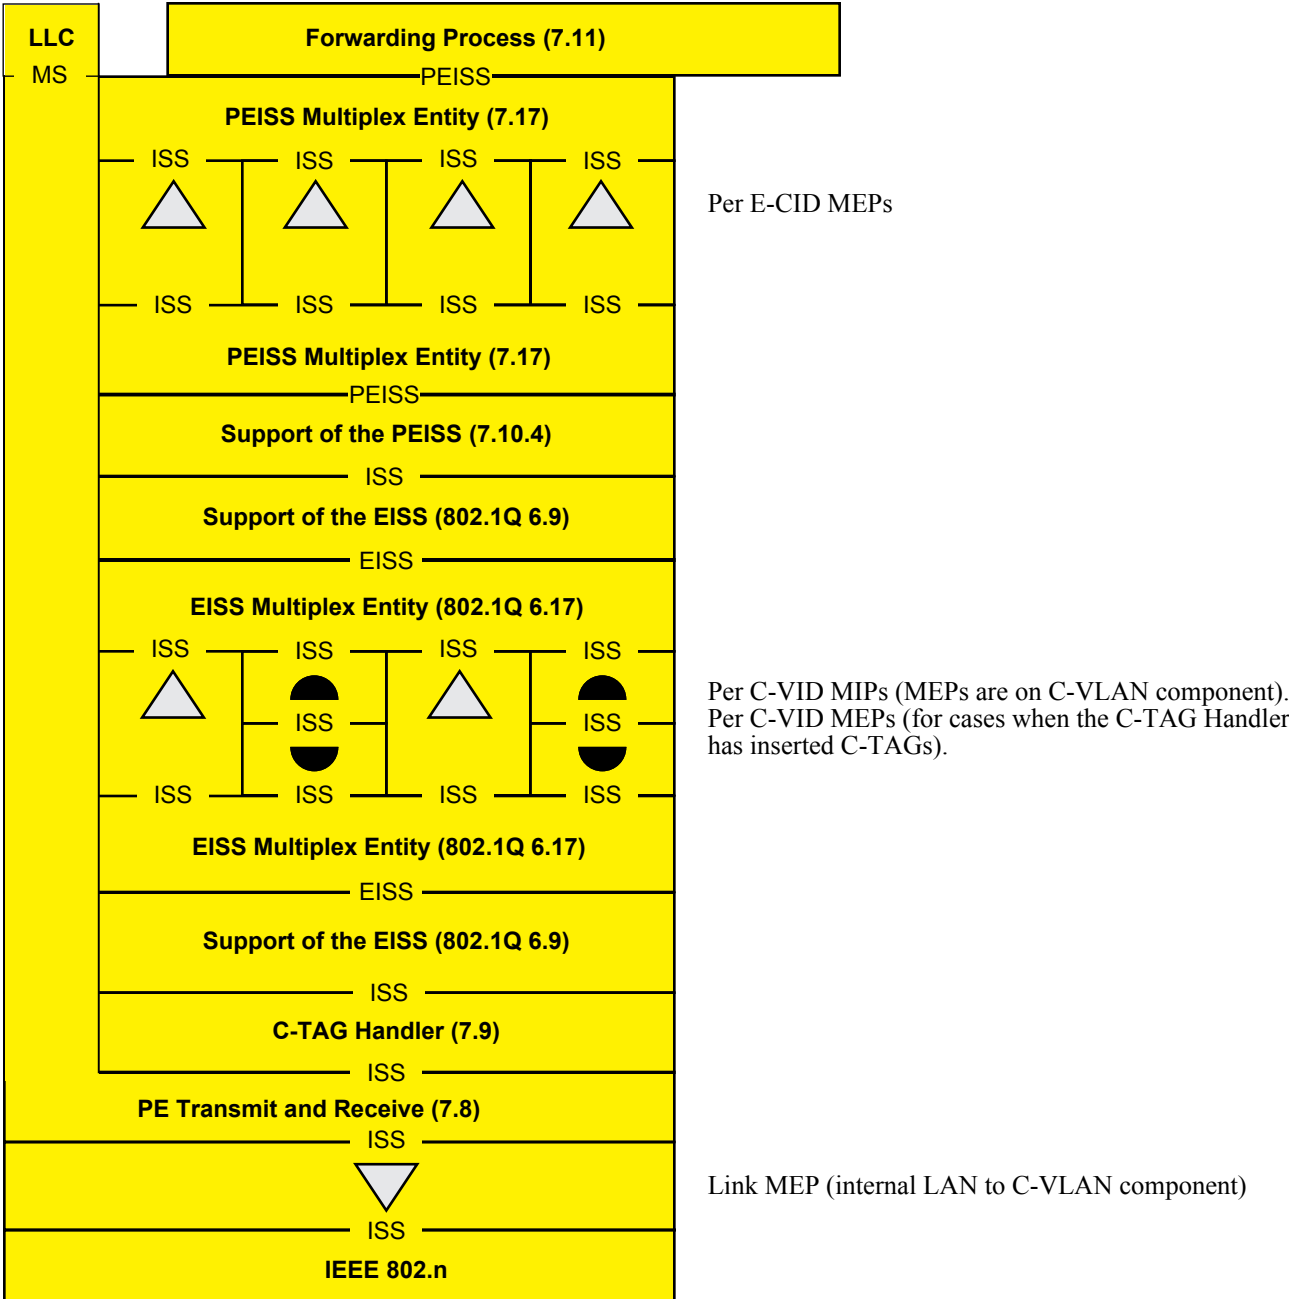 LLC
Forwarding Process (7.11)
MS
PEISS
PEISS Multiplex Entity (7.17)
ISS ISS ISS ISS
Per E-CID MEPs
ISS ISS ISS ISS
PEISS Multiplex Entity (7.17)
PEISS
Support of the PEISS (7.10.4)
ISS
Support of the EISS (802.1Q 6.9)
EISS
EISS Multiplex Entity (802.1Q 6.17)
ISS ISS ISS ISS
Per C-VID MIPs (MEPs are on C-VLAN component).
ISS ISS
Per C-VID MEPs (for cases when the C-TAG Handler
has inserted C-TAGs).
ISS ISS ISS ISS
EISS Multiplex Entity (802.1Q 6.17)
EISS
Support of the EISS (802.1Q 6.9)
ISS
C-TAG Handler (7.9)
ISS
PE Transmit and Receive (7.8)
ISS
Link MEP (internal LAN to C-VLAN component)
ISS
IEEE 802.n